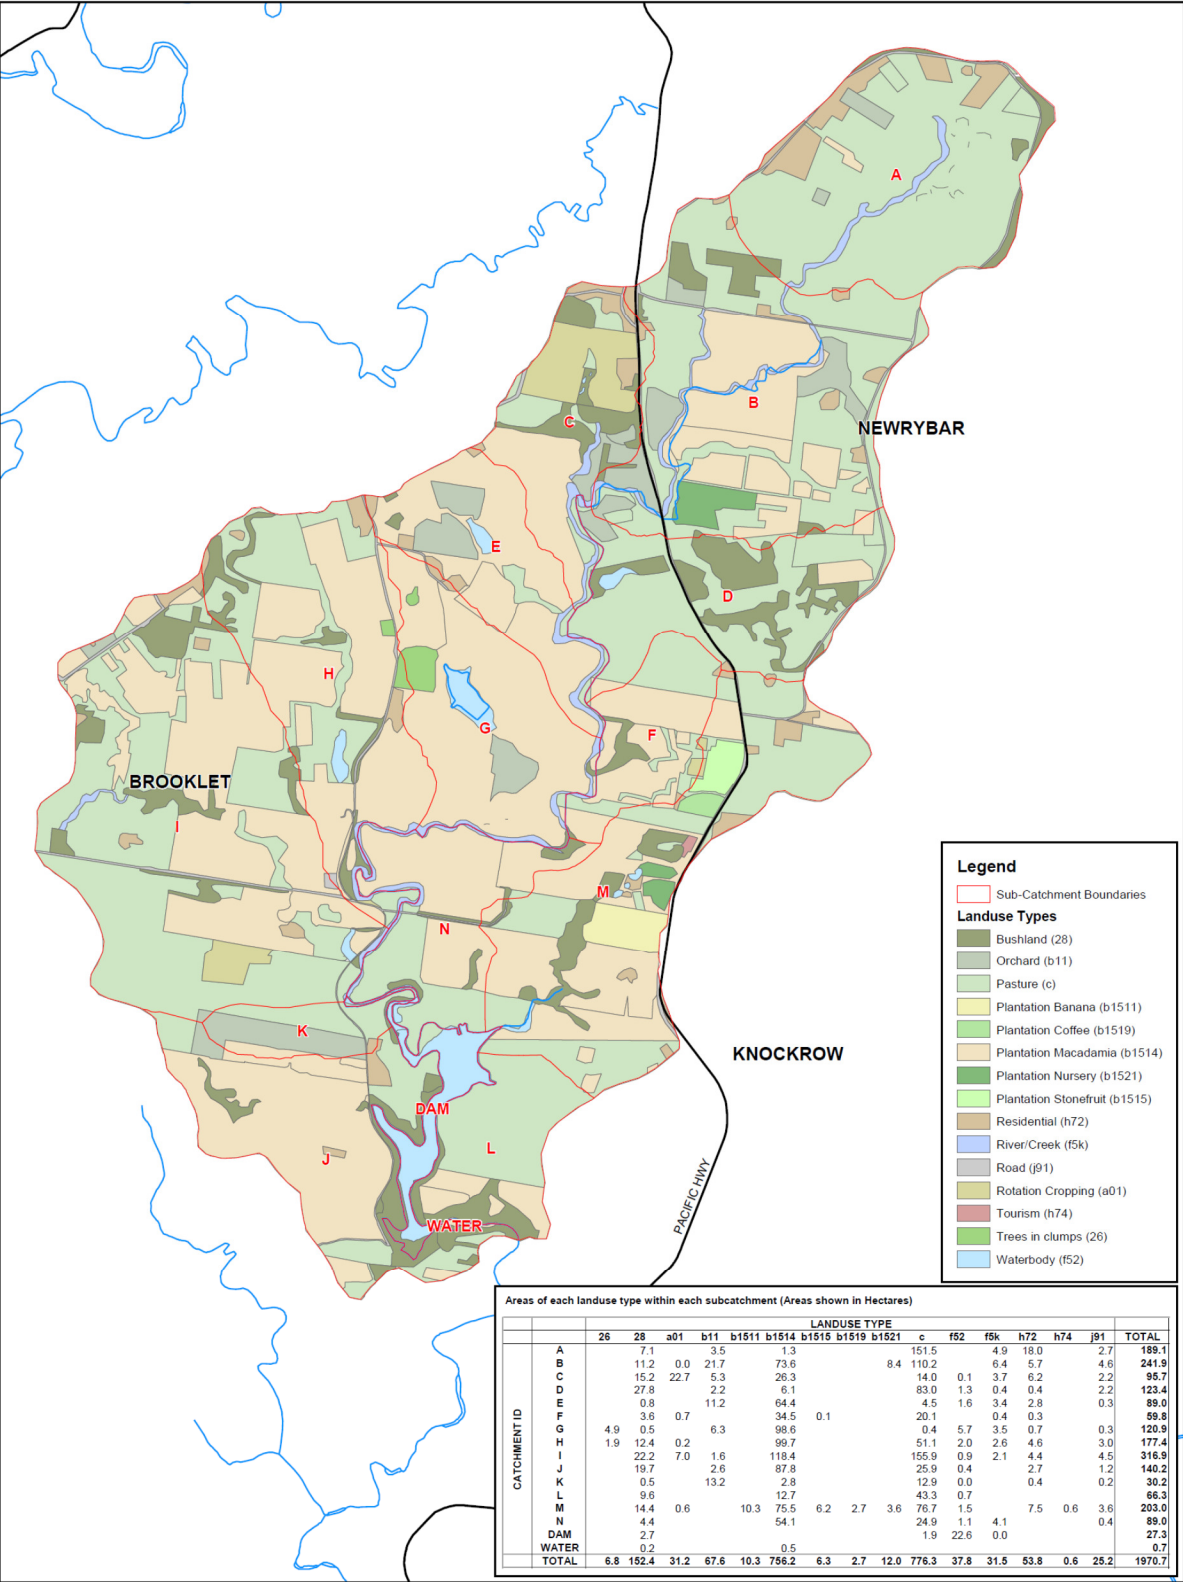 A
B
NEWRYBAR
C
E
D
H
G
F
BROOKLET
I
M
N
K
KNOCKROW
DAM
L
J
WATER
PACIFIC HWY
Legend
Sub-Catchment Boundaries
Landuse Types
Bushland (28)
Orchard (b11)
Pasture (c)
Plantation Banana (b1511)
Plantation Coffee (b1519)
Plantation Macadamia (b1514)
Plantation Nursery (b1521)
Plantation Stonefruit (b1515)
Residential (h72)
River/Creek (f5k)
Road (j91)
Rotation Cropping (a01)
Tourism (h74)
Trees in clumps (26)
Waterbody (f52)
Areas of each landuse type within each subcatchment (Areas shown in Hectares)
LANDUSE TYPE
26 28 a01 b11 b1511 b1514 b1515 b1519 b1521 c f52 f5k h72 h74 j91 TOTAL
CATCHMENT ID
A 7.1 3.5 1.3 151.5 4.9 18.0 2.7 189.1
B 11.2 0.0 21.7 73.6 8.4 110.2 6.4 5.7 4.6 241.9
C 15.2 22.7 5.3 26.3 14.0 0.1 3.7 6.2 2.2 95.7
D 27.8 2.2 6.1 83.0 1.3 0.4 0.4 2.2 123.4
E 0.8 11.2 64.4 4.5 1.6 3.4 2.8 0.3 89.0
F 3.6 0.7 34.5 0.1 20.1 0.4 0.3 59.8
G 4.9 0.5 6.3 98.6 0.4 5.7 3.5 0.7 0.3 120.9
H 1.9 12.4 0.2 99.7 51.1 2.0 2.6 4.6 3.0 177.4
I 22.2 7.0 1.6 118.4 155.9 0.9 2.1 4.4 4.5 316.9
J 19.7 2.6 87.8 25.9 0.4 2.7 1.2 140.2
K 0.5 13.2 2.8 12.9 0.0 0.4 0.2 30.2
L 9.6 12.7 43.3 0.7 66.3
M 14.4 0.6 10.3 75.5 6.2 2.7 3.6 76.7 1.5 7.5 0.6 3.6 203.0
N 4.4 54.1 24.9 1.1 4.1 0.4 89.0
DAM 2.7 1.9 22.6 0.0 27.3
WATER 0.2 0.5 0.7
TOTAL 6.8 152.4 31.2 67.6 10.3 756.2 6.3 2.7 12.0 776.3 37.8 31.5 53.8 0.6 25.2 1970.7